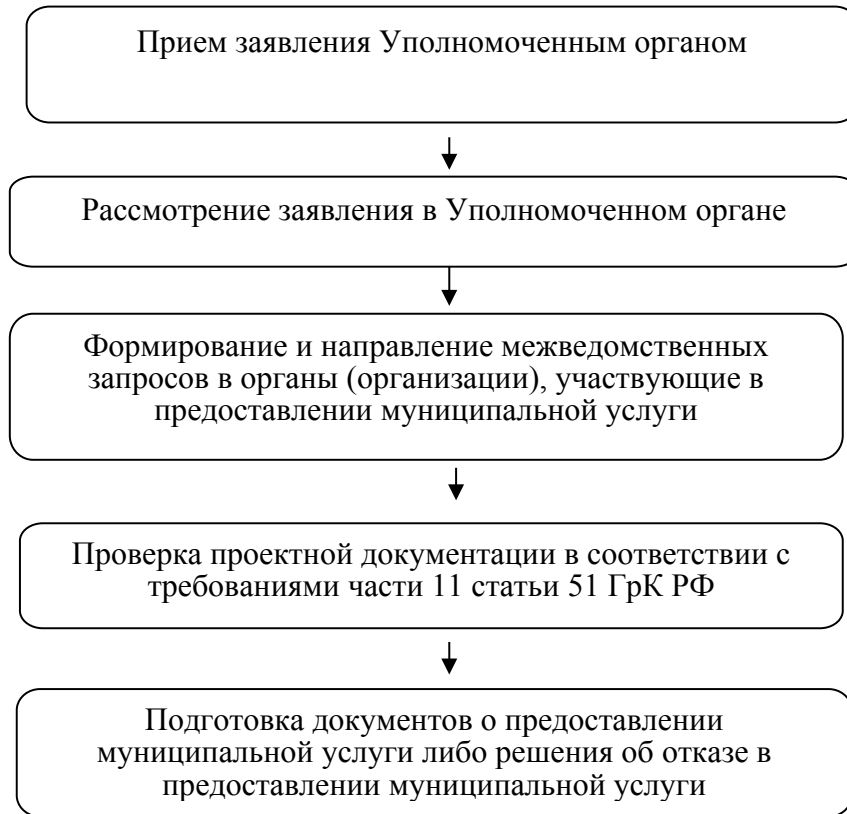 Прием заявления Уполномоченным органом
Рассмотрение заявления в Уполномоченном органе
Формирование и направление межведомственных
запросов в органы (организации), участвующие в
предоставлении муниципальной услуги
Проверка проектной документации в соответствии с
требованиями части 11 статьи 51 ГрК РФ
Подготовка документов о предоставлении
муниципальной услуги либо решения об отказе в
предоставлении муниципальной услуги